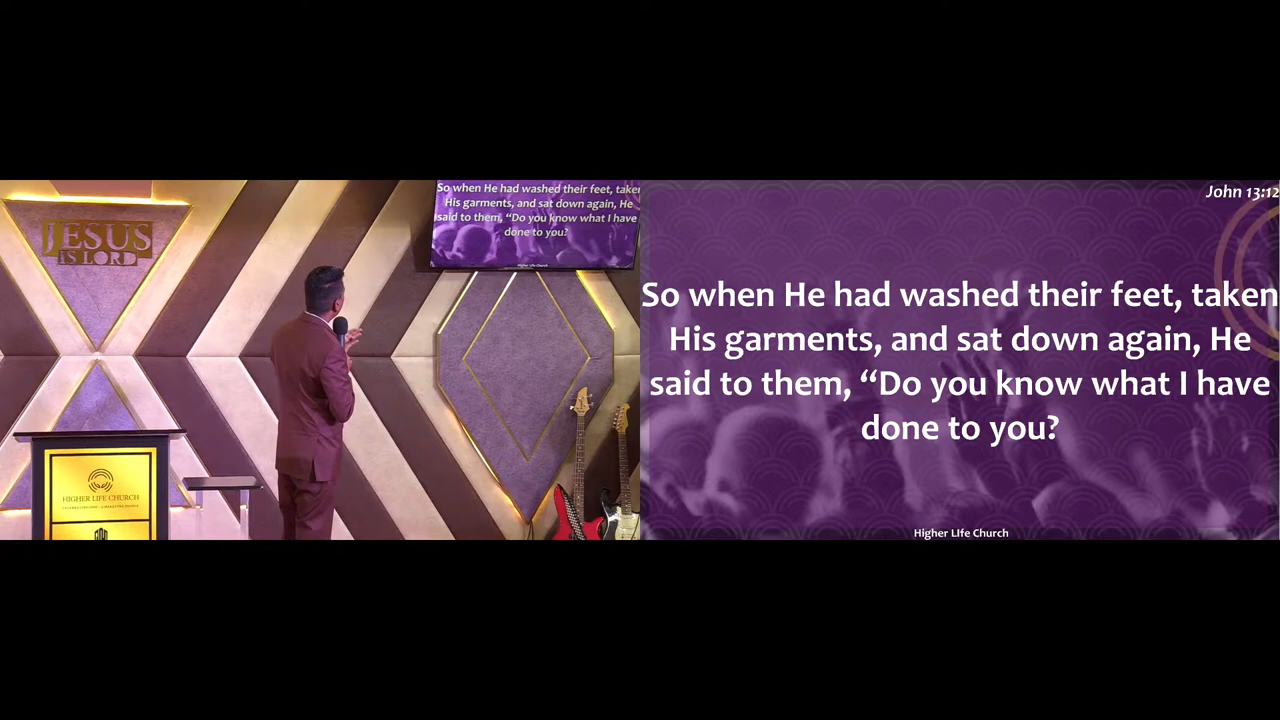 JESUS
IS LORD
HIGHER LIFE CHURCH
So when He had washed their feet, taken
His garments, and sat down again, He
said to them, “Do you know what I have
done to you?
Higher LIfe Church
John 13:12
So when He had washed their feet, taken
His garments, and sat down again, He
said to them, “Do you know what I have
done to you?
Higher LIfe Church